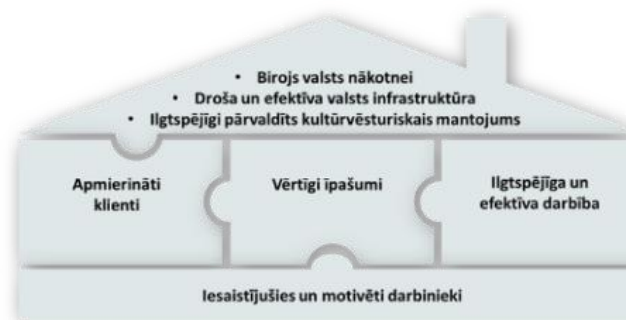 • Birojs valsts nākotnei
• Droša un efektīva valsts infrastruktūra
• Ilgtspējīgi pārvaldīts kultūrvēsturiskais mantojums
Apmierināti
klienti
Vērtīgi īpašumi
Ilgtspējīga un
efektīva darbība
Iesaistījušies un motivēti darbinieki